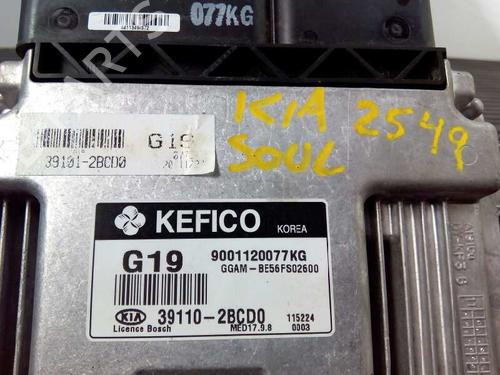 077KG
KIA 2549
SOUL
G19
39101-2BCD0
KEFICO
KOREA
G19
9001120077KG
GGAM-BE56FS02600
KIA
39110-2BCD0
115224
Licence Bosch
MED17.9.8
0003